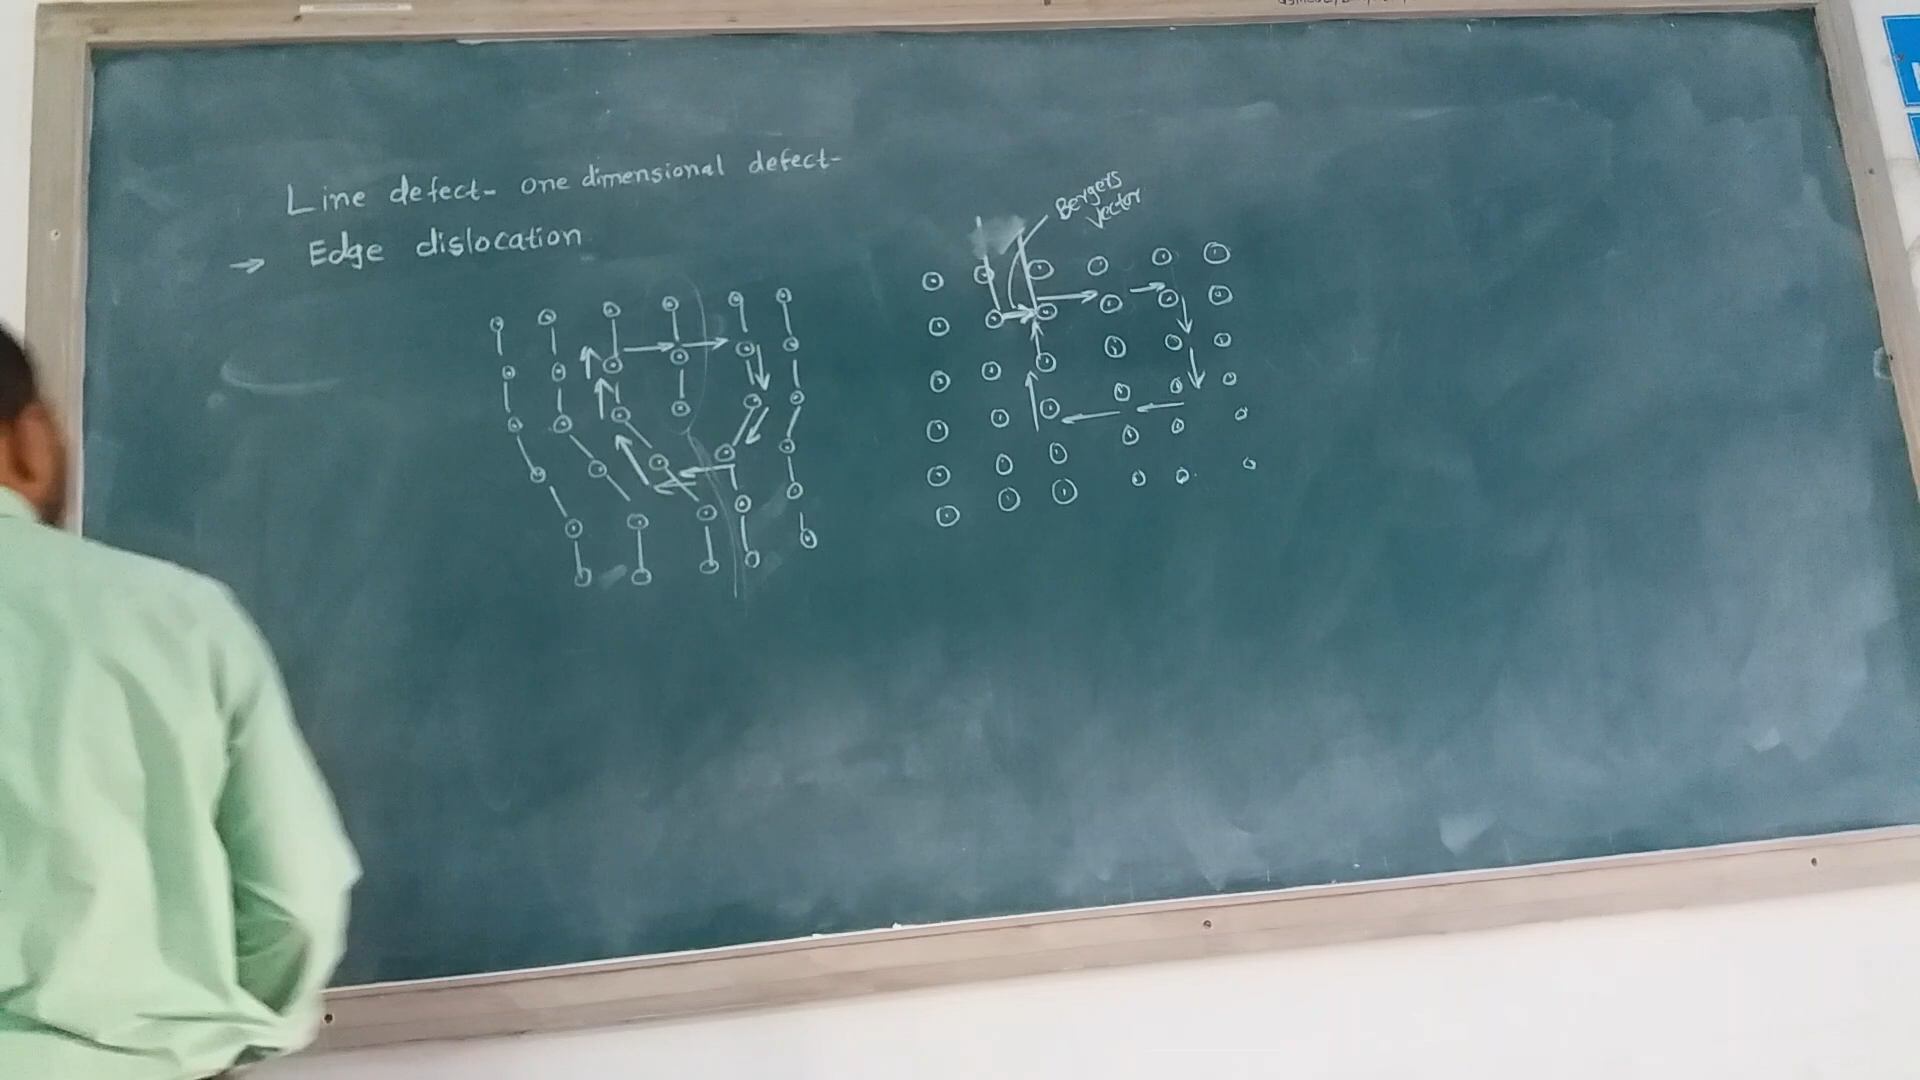 Line defect- one dimensional defect-
→ Edge dislocation
Bergers
Vector